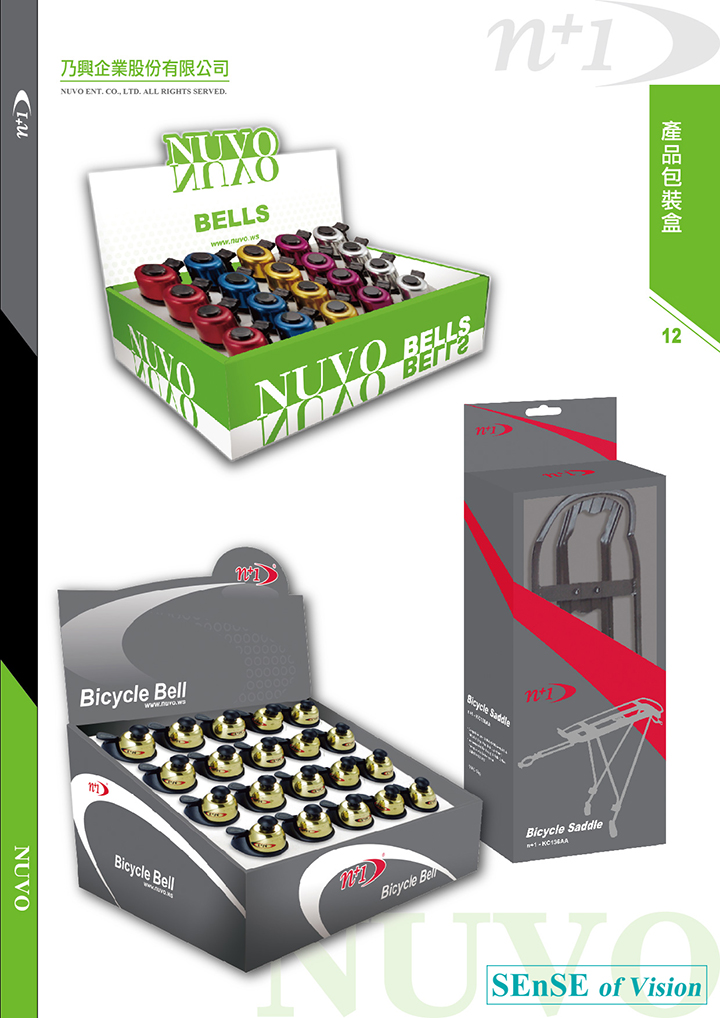 n+1
乃興企業股份有限公司
NUVO ENT. CO., LTD. ALL RIGHTS SERVED.
n+1
產品包裝盒
12
NUVO
NUVO
BELLS
www.nuvo.ws
NUVO
NUVO
NUVO
NUVO
BELLS
BELLS
n+1
n+1
n+1
Bicycle Saddle
Bicycle Saddle
n+1 - KC136AA
n+1
Bicycle Bell
www.nuvo.ws
n+1
Bicycle Bell
www.nuvo.ws
n+1
Bicycle Bell
NUVO
NUVO
SEnSE of Vision